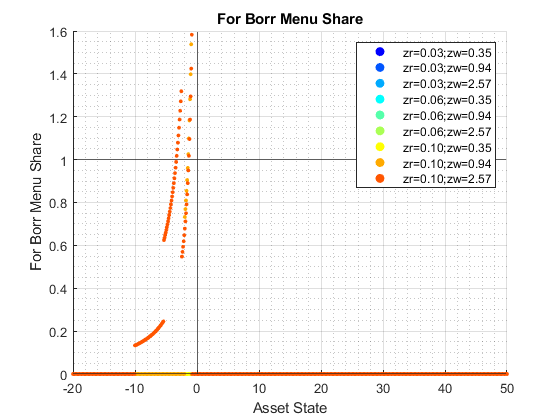 For Borr Menu Share
1.6
1.4
1.2
1
0.8
0.6
0.4
0.2
0
For Borr Menu Share
zr=0.03;zw=0.35
zr=0.03;zw=0.94
zr=0.03;zw=2.57
zr=0.06;zw=0.35
zr=0.06;zw=0.94
zr=0.06;zw=2.57
zr=0.10;zw=0.35
zr=0.10;zw=0.94
zr=0.10;zw=2.57
-20 -10 0 10 20 30 40 50
Asset State